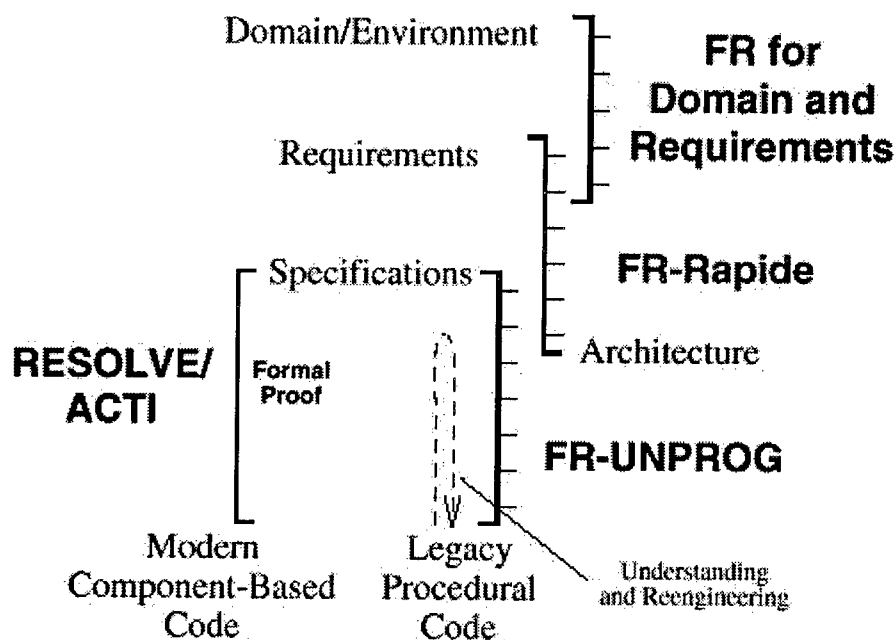 Domain/Environment
FR for
Domain and
Requirements
Requirements
Specifications
FR-Rapide
RESOLVE/
ACTI
Formal
Proof
Architecture
FR-UNPROG
Modern
Component-Based
Code
Legacy
Procedural
Code
Understanding
and Reengineering